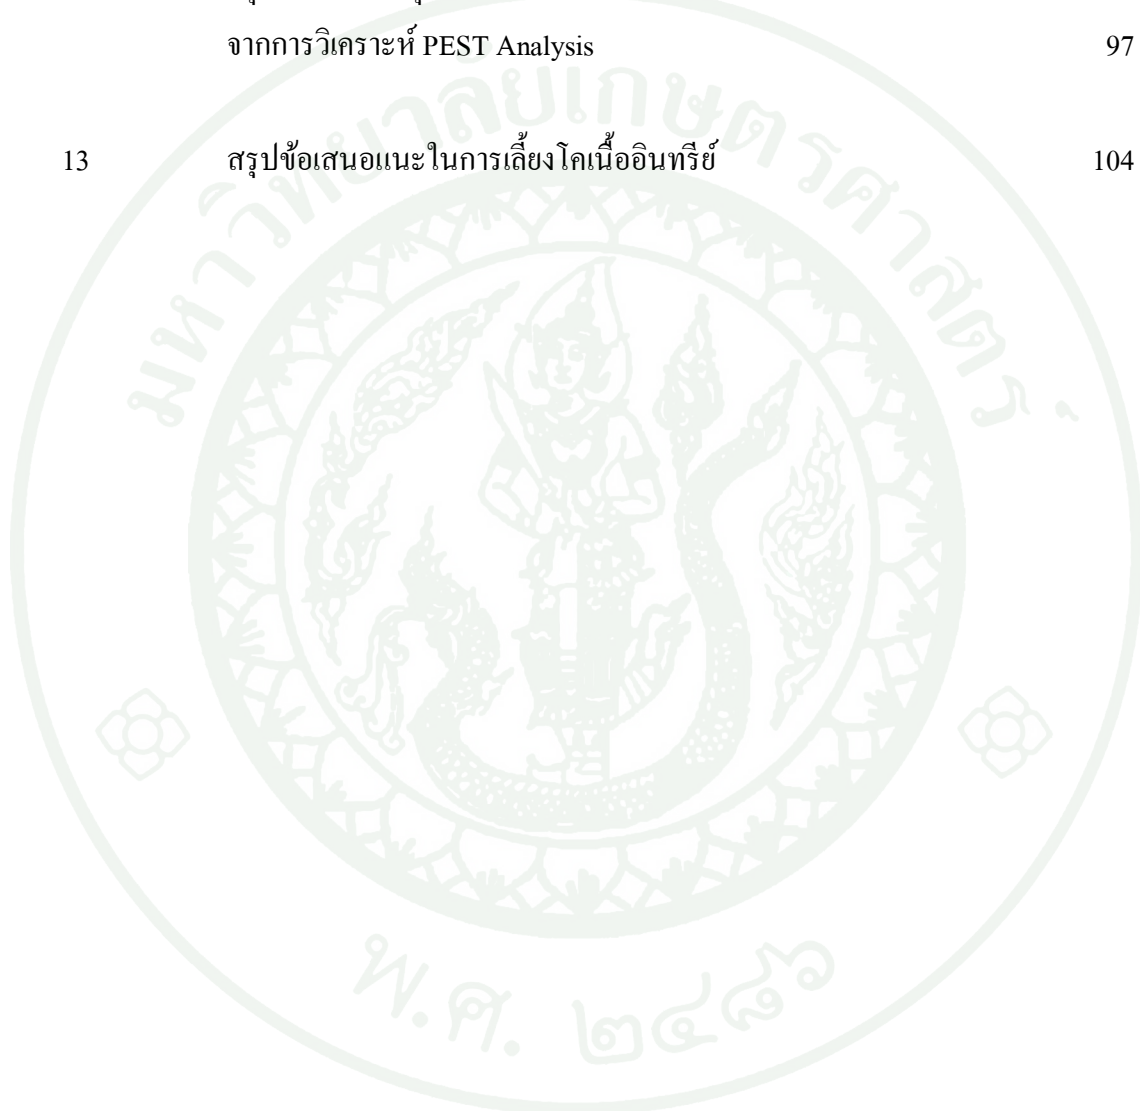 จากการวิเคราะห์ PEST Analysis 97
13 สรุปข้อเสนอแนะในการเลี้ยงโคเนื้ออินทรีย์ 104
มหาวิทยาลัยเกษตรศาสตร์
พ.ศ. ๒๔๘๖